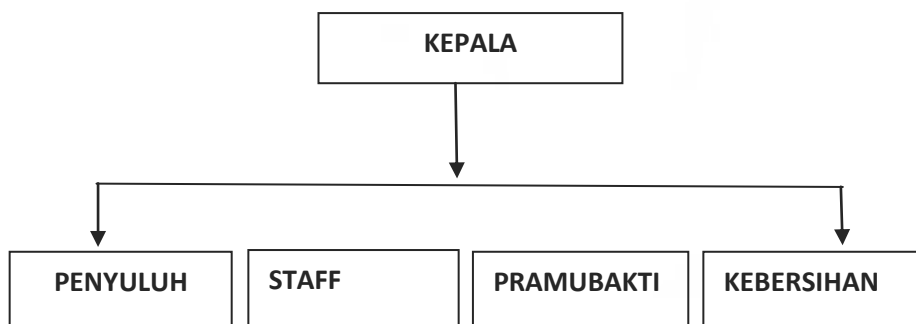 KEPALA
PENYULUH
STAFF
PRAMUBAKTI
KEBERSIHAN